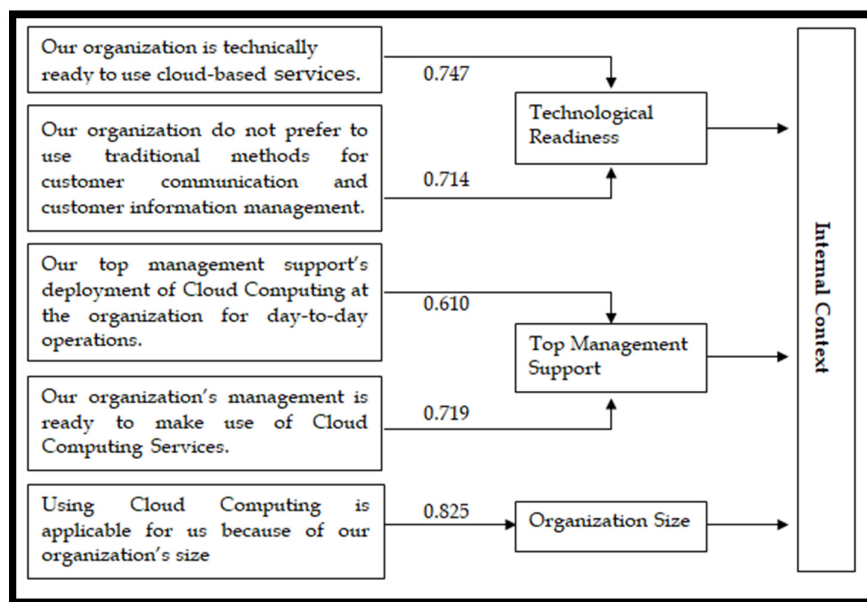 Our organization is technically
ready to use cloud-based services.
0.747
Technological
Readiness
Our organization do not prefer to
use traditional methods for
customer communication and
customer information management.
0.714
Our top management support's
deployment of Cloud Computing at
the organization for day-to-day
operations.
0.610
Top Management
Support
Our organization's management is
ready to make use of Cloud
Computing Services.
0.719
Using Cloud Computing is
applicable for us because of our
organization's size
0.825
Organization Size
Internal Context